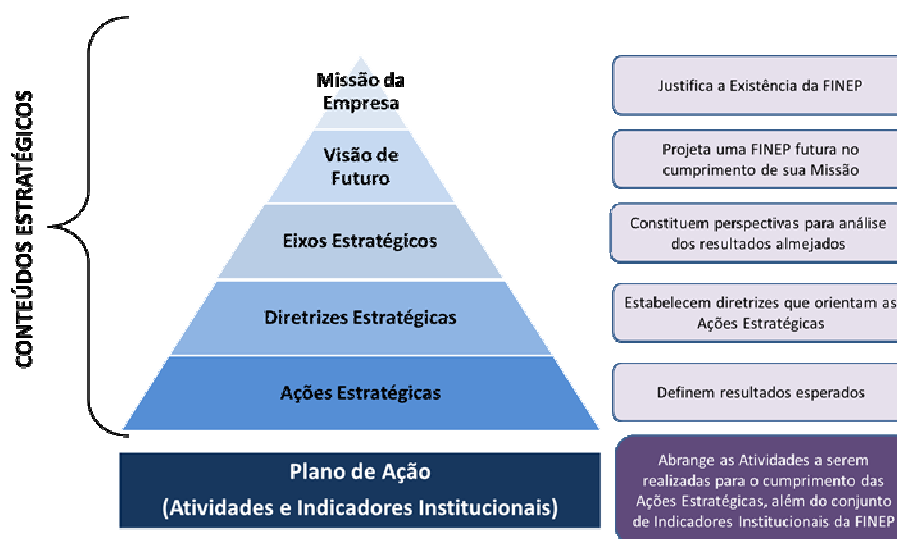 CONTEÚDOS ESTRATÉGICOS
Missão da
Empresa
Justifica a Existência da FINEP
Visão de
Futuro
Projeta uma FINEP futura no
cumprimento de sua Missão
Eixos Estratégicos
Constituem perspectivas para análise
dos resultados almejados
Diretrizes Estratégicas
Estabelecem diretrizes que orientam as
Ações Estratégicas
Ações Estratégicas
Definem resultados esperados
Plano de Ação
(Atividades e Indicadores Institucionais)
Abrange as Atividades a serem
realizadas para o cumprimento das
Ações Estratégicas, além do conjunto
de Indicadores Institucionais da FINEP